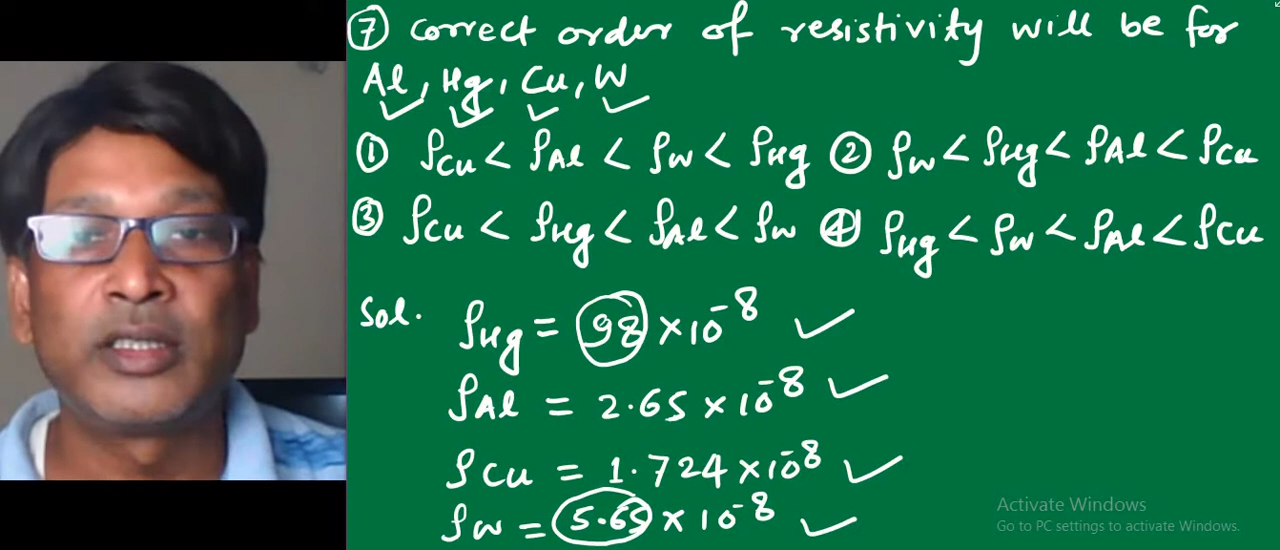 ⑦ correct order of resistivity will be for
Al, Hg, Cu, W
① ρCu < ρAl < ρW < ρHg ② ρW < ρHg < ρAl < ρCu
③ ρCu < ρHg < ρAl < ρW ④ ρHg < ρW < ρAl < ρCu
Sol. ρHg = 98 × 10⁻⁸
ρAl = 2.65 × 10⁻⁸
ρCu = 1.724 × 10⁻⁸
ρW = 5.65 × 10⁻⁸
Activate Windows
Go to PC settings to activate Windows.